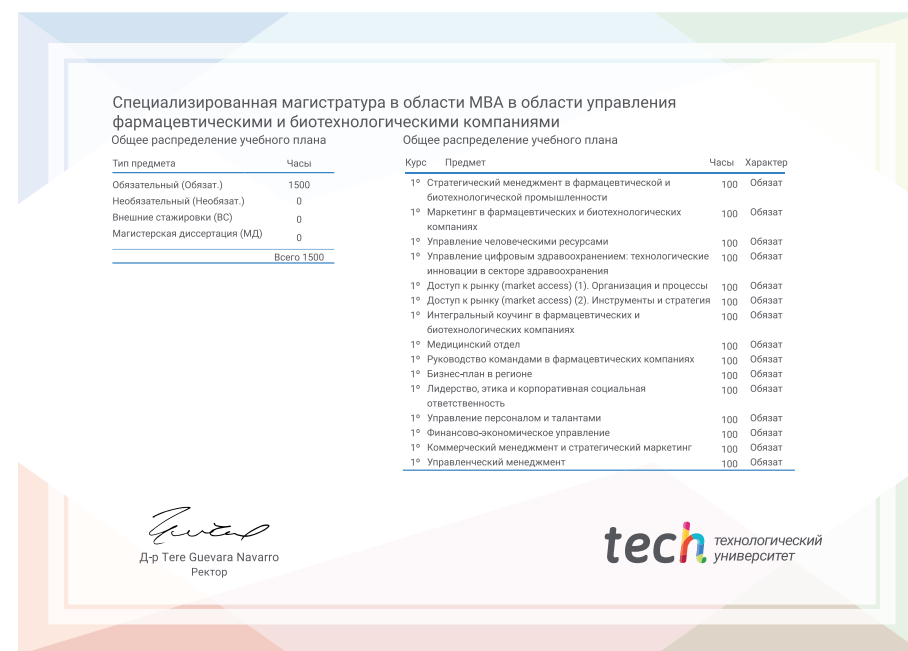 Специализированная магистратура в области MBA в области управления
фармацевтическими и биотехнологическими компаниями
Общее распределение учебного плана
Тип предмета Часы
Обязательный (Обязат.) 1500
Необязательный (Необязат.) 0
Внешние стажировки (ВС) 0
Магистерская диссертация (МД) 0
Всего 1500
Общее распределение учебного плана
Курс Предмет Часы Характер
1º Стратегический менеджмент в фармацевтической и
биотехнологической промышленности 100 Обязат
1º Маркетинг в фармацевтических и биотехнологических
компаниях 100 Обязат
1º Управление человеческими ресурсами 100 Обязат
1º Управление цифровым здравоохранением: технологические
инновации в секторе здравоохранения 100 Обязат
1º Доступ к рынку (market access) (1). Организация и процессы 100 Обязат
1º Доступ к рынку (market access) (2). Инструменты и стратегия 100 Обязат
1º Интегральный коучинг в фармацевтических и
биотехнологических компаниях 100 Обязат
1º Медицинский отдел 100 Обязат
1º Руководство командами в фармацевтических компаниях 100 Обязат
1º Бизнес-план в регионе 100 Обязат
1º Лидерство, этика и корпоративная социальная
ответственность 100 Обязат
1º Управление персоналом и талантами 100 Обязат
1º Финансово-экономическое управление 100 Обязат
1º Коммерческий менеджмент и стратегический маркетинг 100 Обязат
1º Управленческий менеджмент 100 Обязат
Д-р Tere Guevara Navarro
Ректор
tech технологический
университет